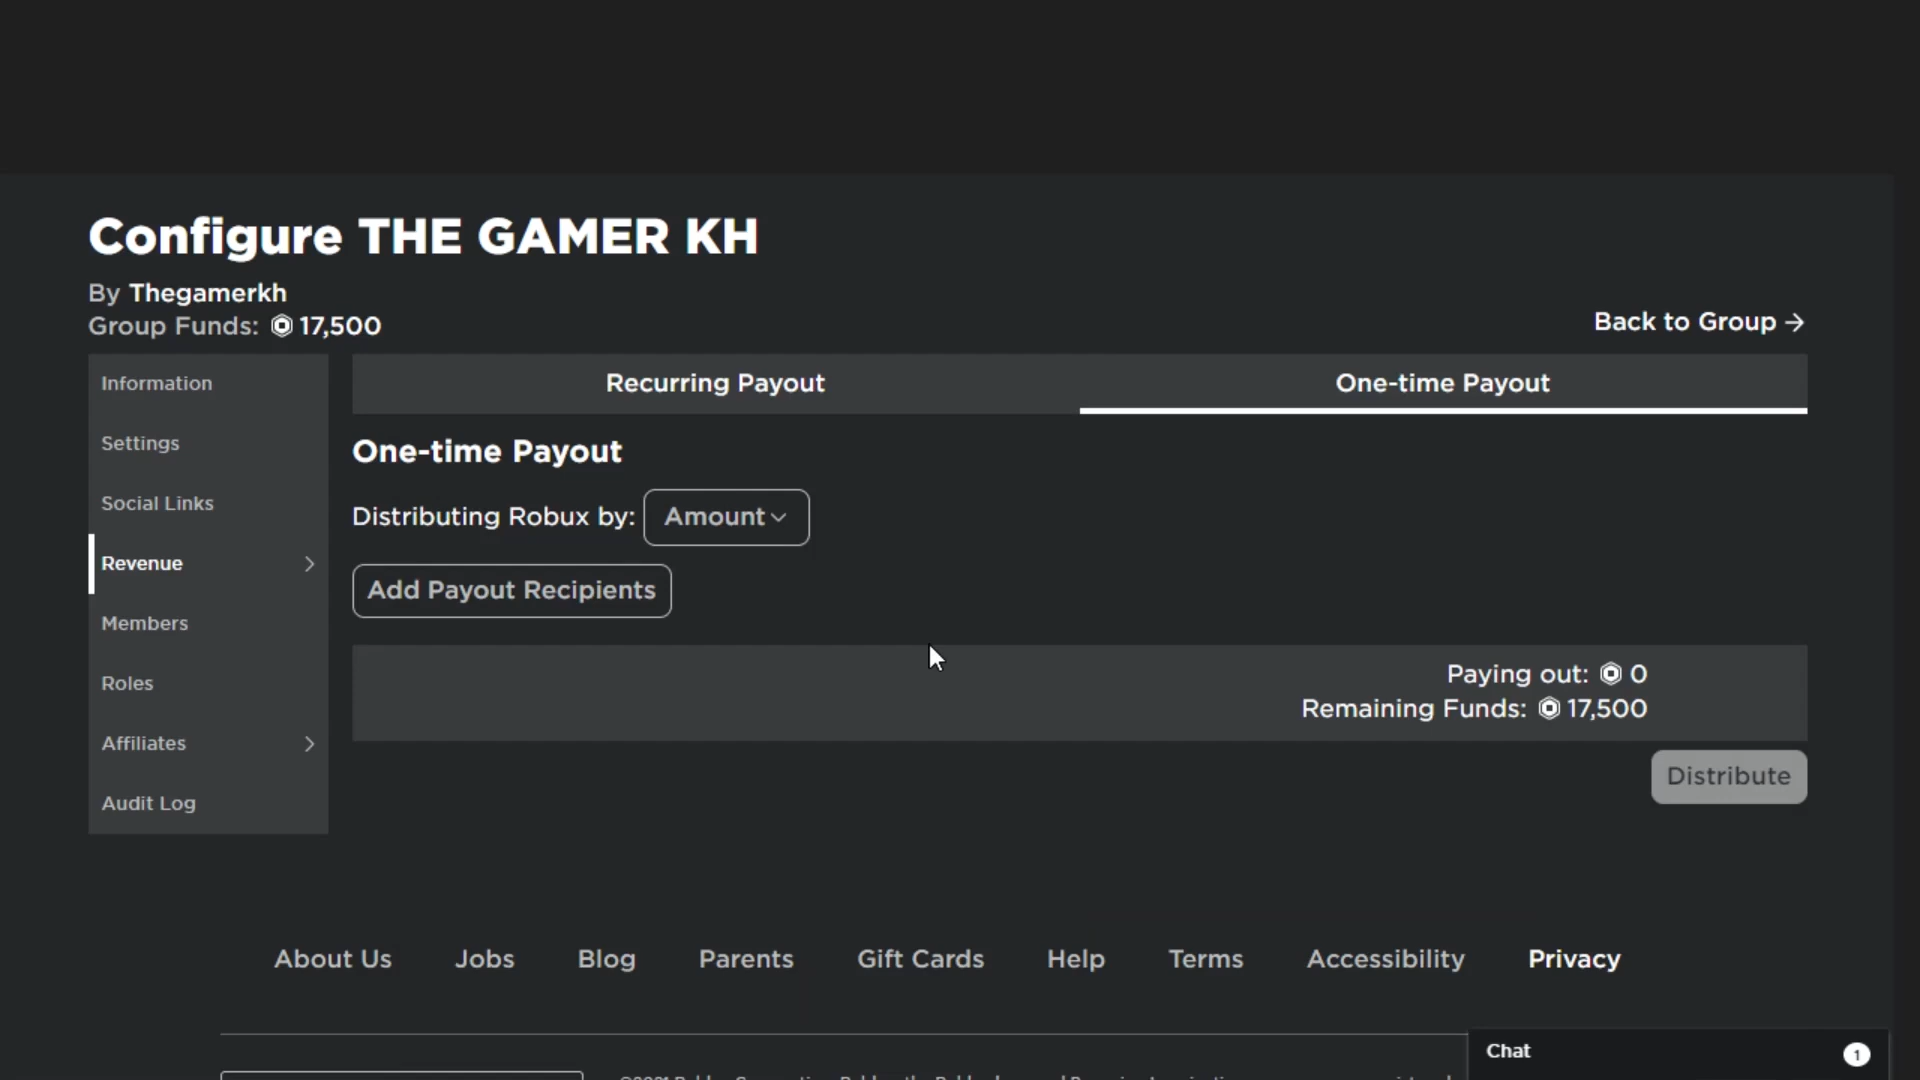 Configure THE GAMER KH
By Thegamerkh
Group Funds: 17,500
Back to Group
Information
Settings
Social Links
Revenue
Members
Roles
Affiliates
Audit Log
Recurring Payout
One-time Payout
One-time Payout
Distributing Robux by: Amount
Add Payout Recipients
Paying out: 0
Remaining Funds: 17,500
Distribute
About Us Jobs Blog Parents Gift Cards Help Terms Accessibility Privacy
Chat 1